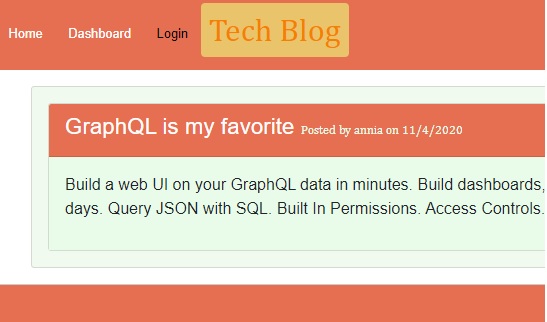 Home Dashboard Login Tech Blog
GraphQL is my favorite Posted by annia on 11/4/2020
Build a web UI on your GraphQL data in minutes. Build dashboards,
days. Query JSON with SQL. Built In Permissions. Access Controls.